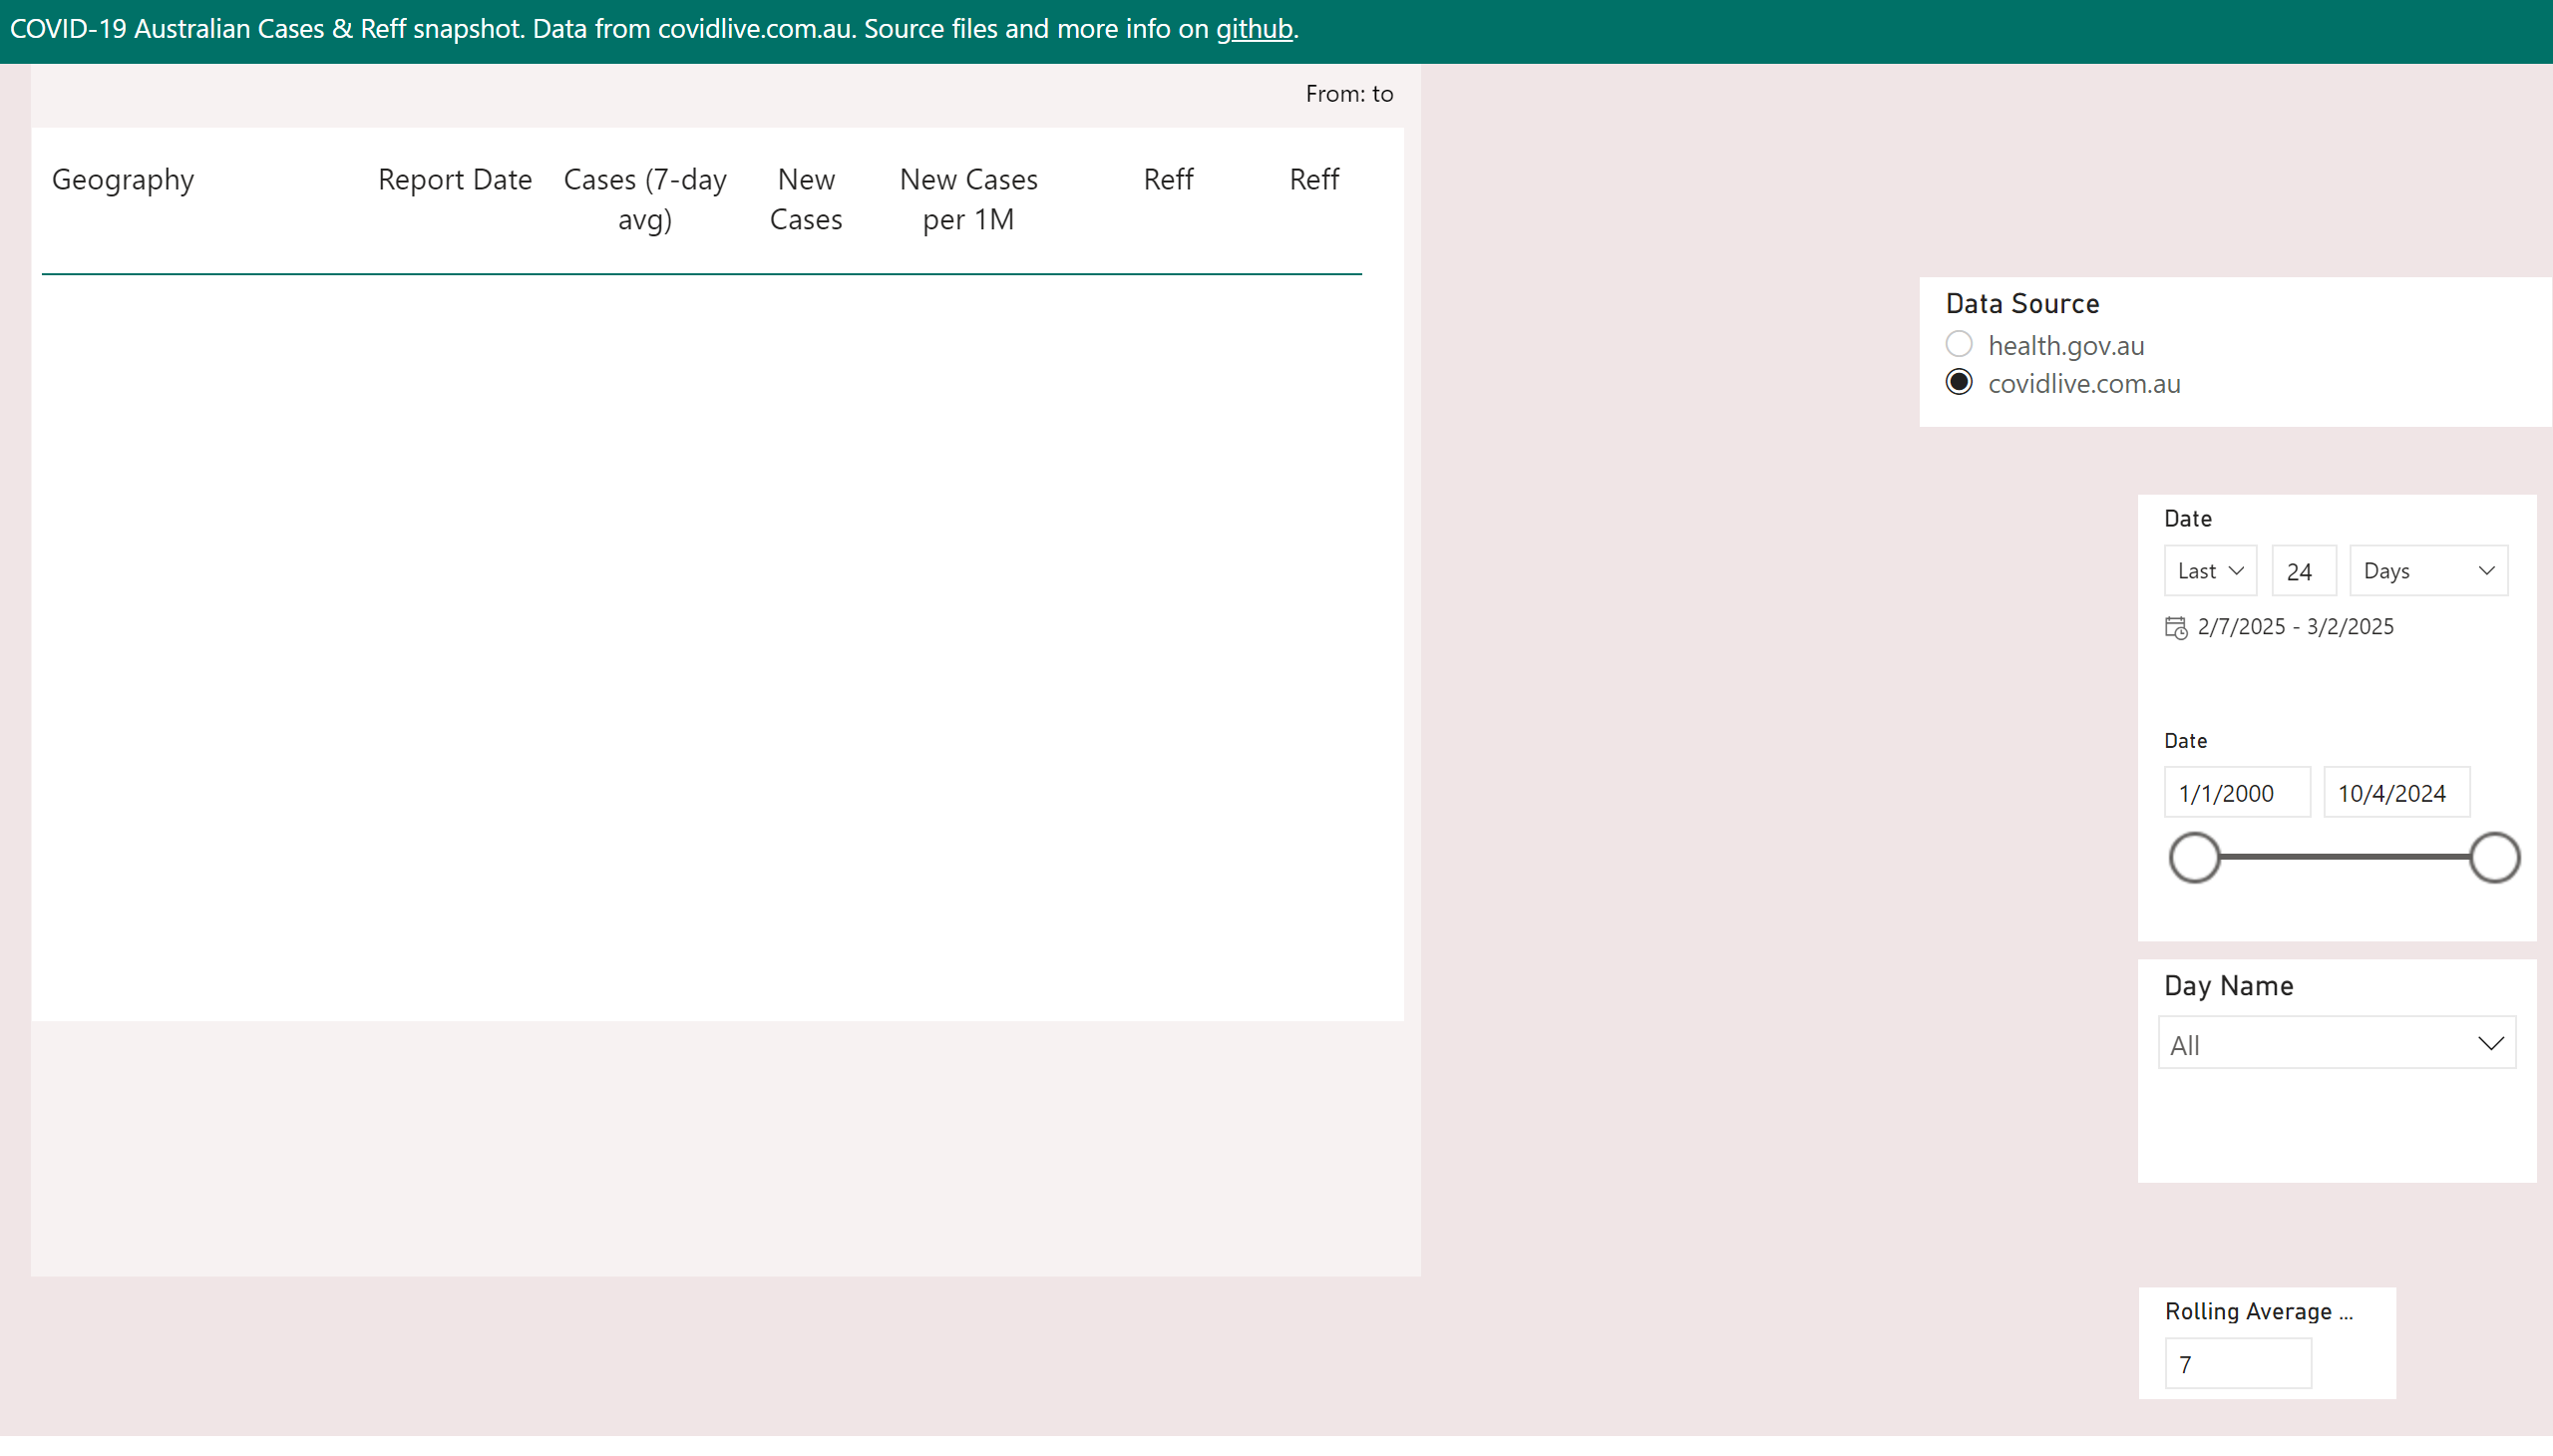 COVID-19 Australian Cases & Reff snapshot. Data from covidlive.com.au. Source files and more info on github.
From: to
Geography Report Date Cases (7-day avg) New Cases New Cases per 1M Reff Reff
Data Source
health.gov.au
covidlive.com.au
Date
Last 24 Days
2/7/2025 - 3/2/2025
Date
1/1/2000 10/4/2024
Day Name
All
Rolling Average ...
7